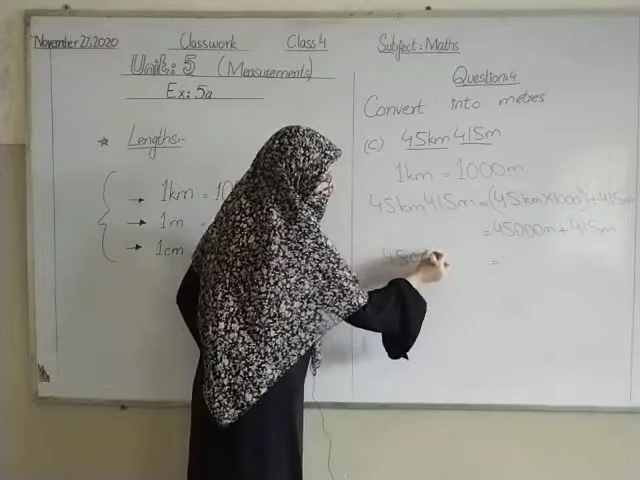 November 27, 2020 Classwork Class 4 Subject: Maths
Unit: 5 (Measurements)
Ex: 5a
* Lengths:-
→ 1km = 10
→ 1m =
→ 1cm
Question:4
Convert into metres
(c) 45km 415m
1km = 1000m
45km 415m = (45km×1000)+415m
= 45000m + 415m
45m =